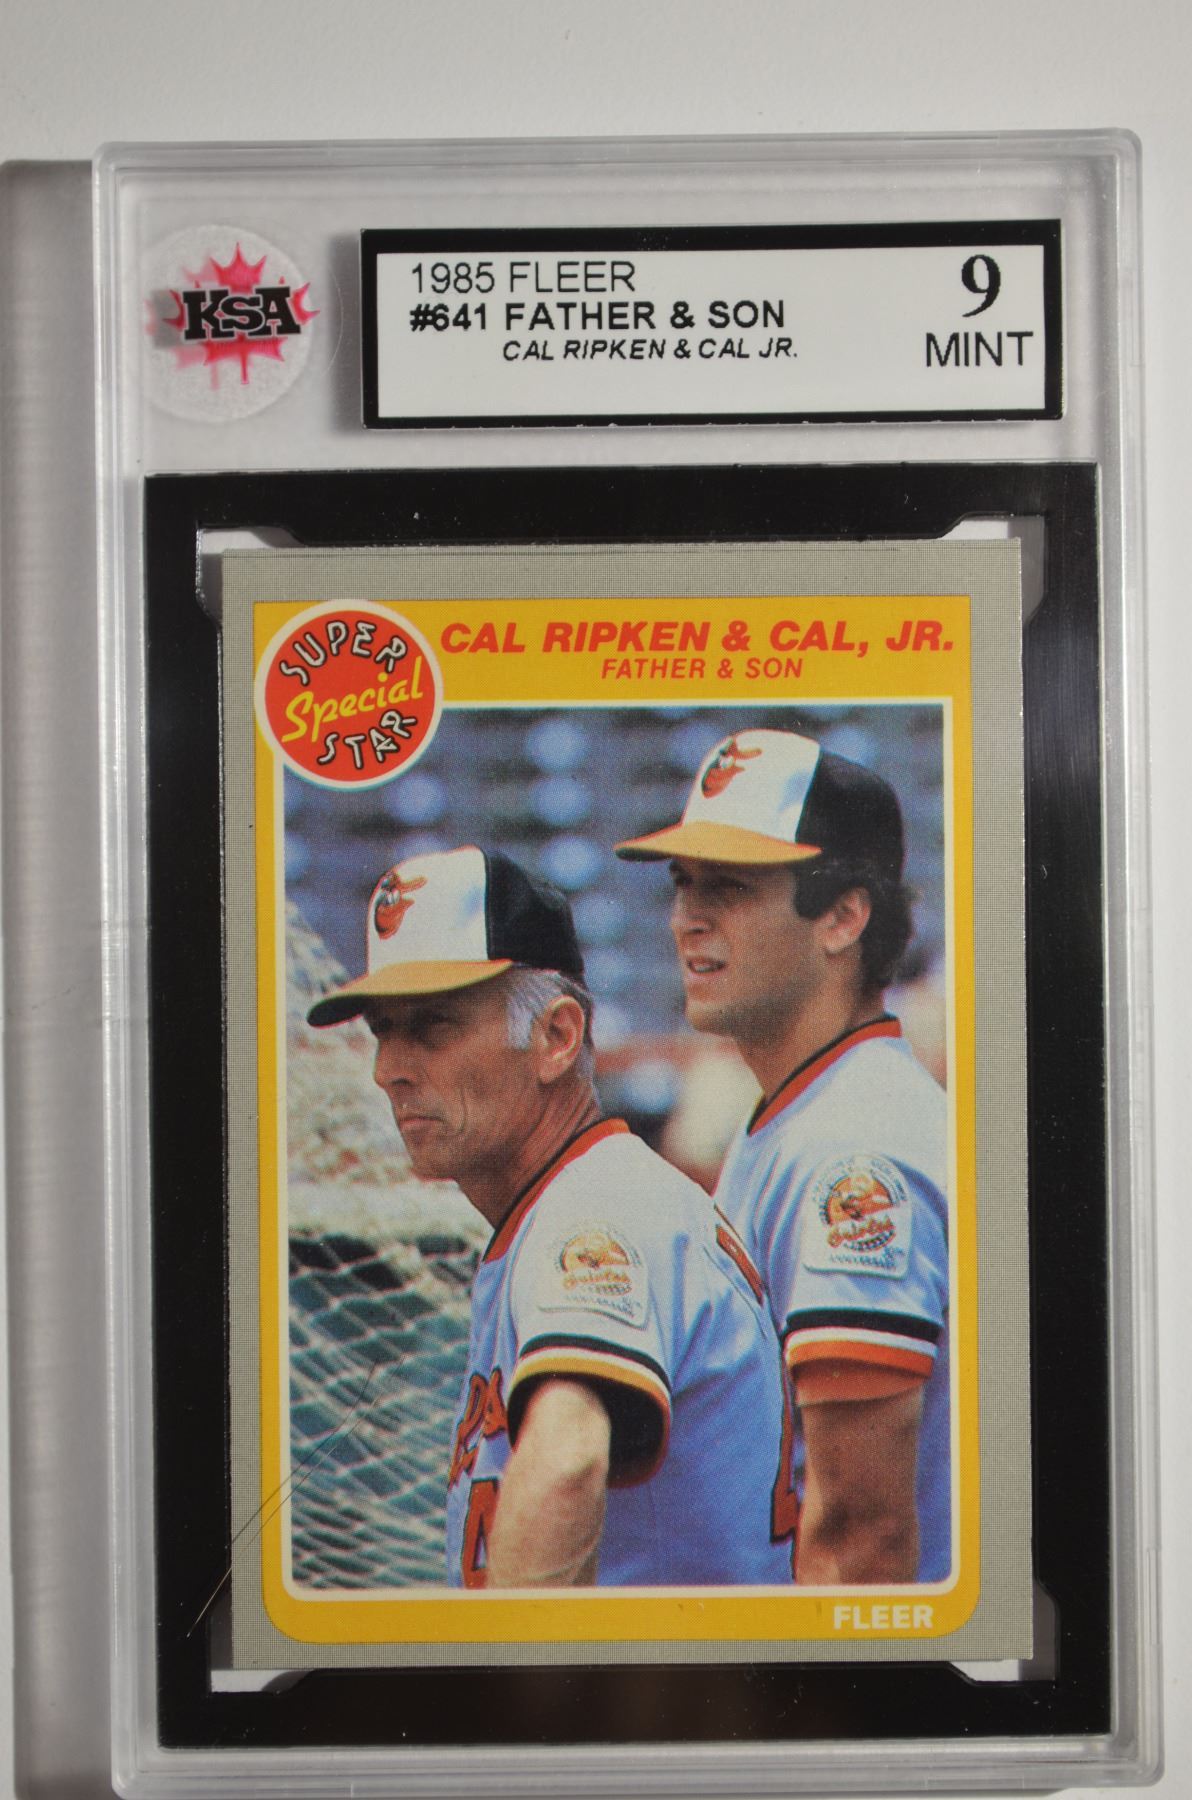 KSA
1985 FLEER
#641 FATHER & SON
CAL RIPKEN & CAL JR.
9
MINT
SUPER
Special
STAR
CAL RIPKEN & CAL, JR.
FATHER & SON
FLEER